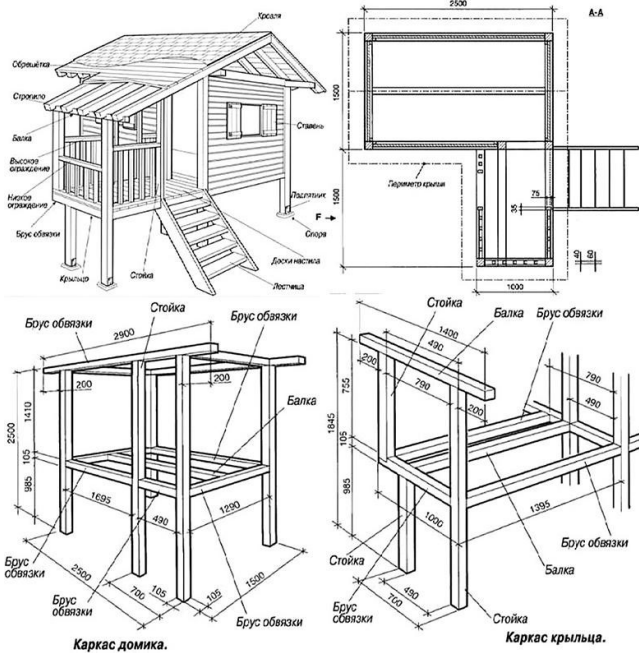 Кровля
Обрешётка
Стропило
Балка
Высокое
ограждение
Низкое
ограждение
Брус обвязки
Крыльцо
Стойка
Лестница
Доски настила
Опора
Подпятник
Ставень
А-А
2500
1500
1500
Периметр крыши
F
75
35
40
60
1000
Брус обвязки
Стойка
Брус обвязки
2900
200
200
Балка
1410
2500
105
985
1695
490
1290
Брус
обвязки
2500
Брус
обвязки
700
105
105
1500
Брус обвязки
Каркас домика.
Стойка
Балка
Брус обвязки
1400
490
200
790
200
755
1845
105
985
790
490
1000
1395
Стойка
Брус
обвязки
490
700
Балка
Брус обвязки
Стойка
Каркас крыльца.